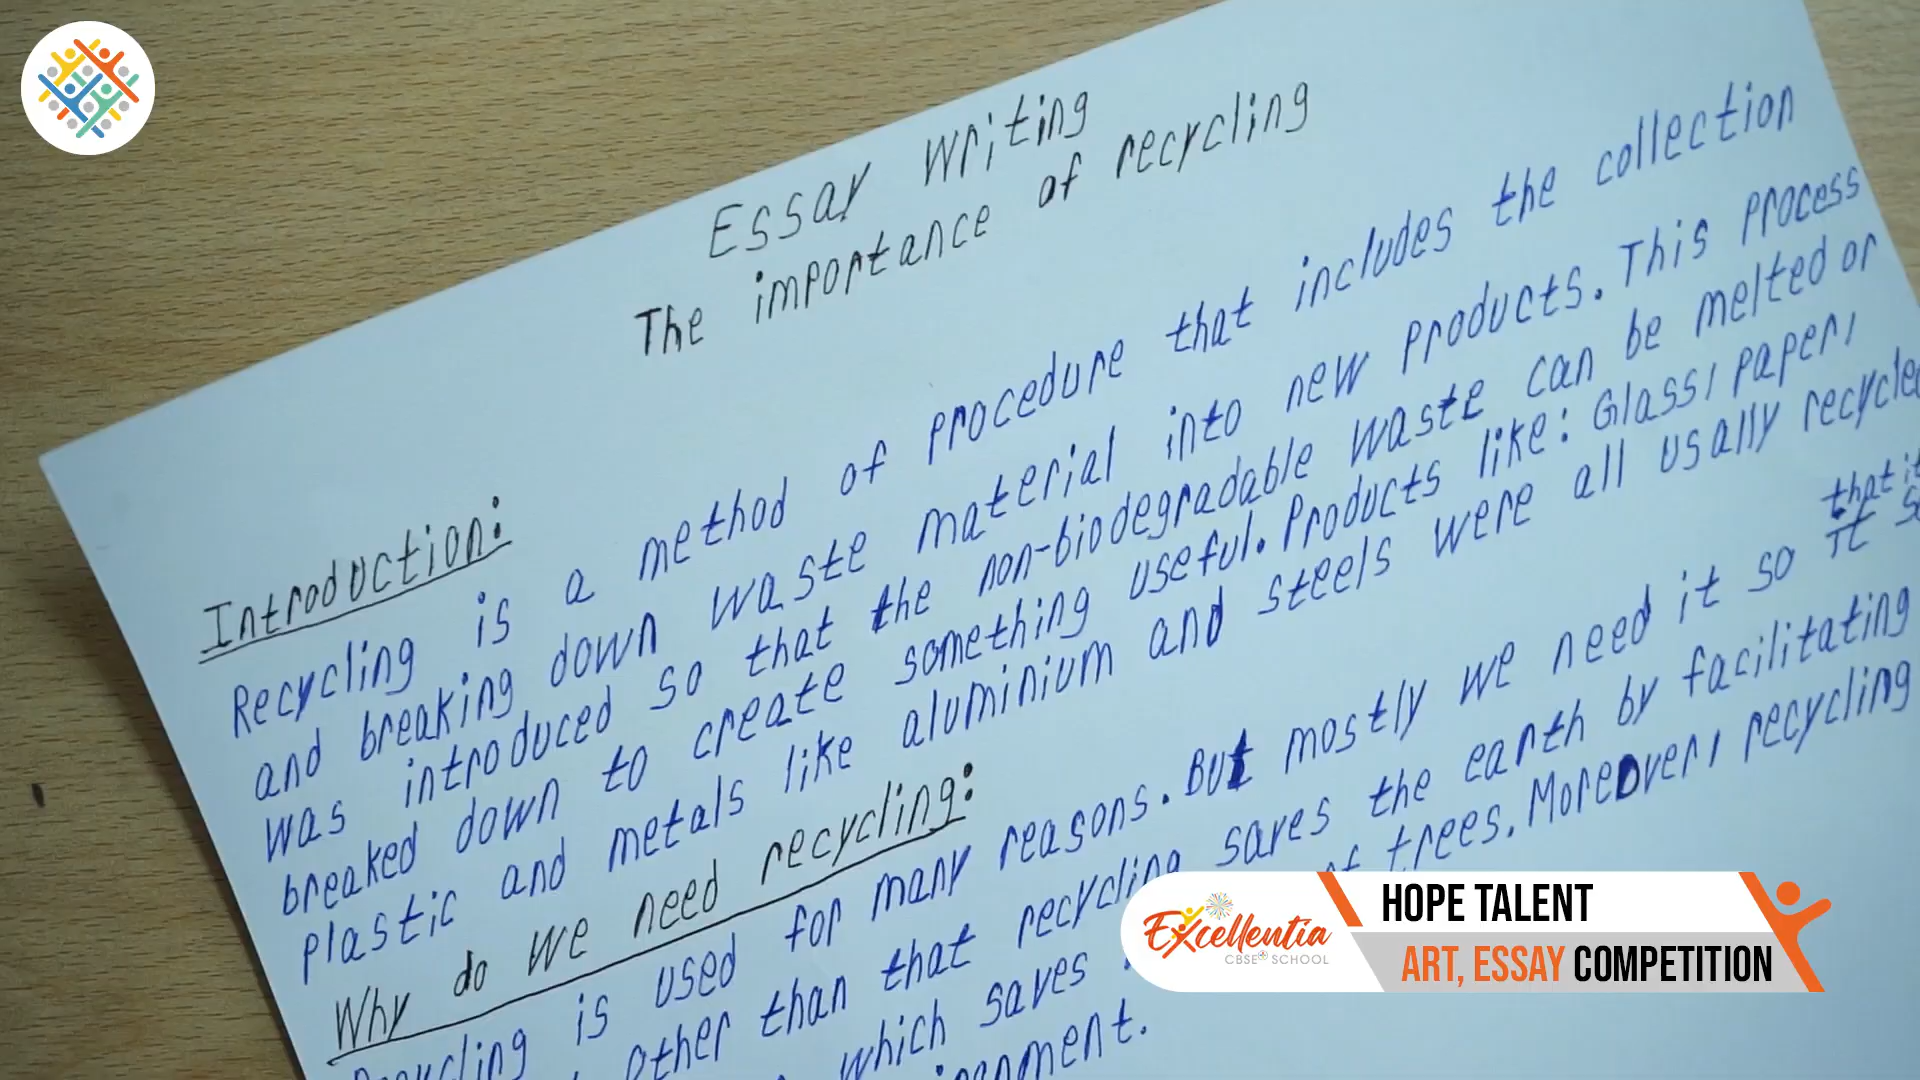 Essay writing
The importance of recycling
Introduction:
Recycling is a method of procedure that includes the collection
and breaking down waste material into new products. This process
was introduced so that the non-biodegradable waste can be melted or
breaked down to create something useful. Products like: Glass, paper,
plastic and metals like aluminium and steels were all usally recycled
Why do we need recycling:
that it
Recycling is used for many reasons. But mostly we need it so it
other than that recycling saves the earth by facilitating
which saves of trees. Moreover, recycling
Excellentia
CBSE SCHOOL
HOPE TALENT
ART, ESSAY COMPETITION